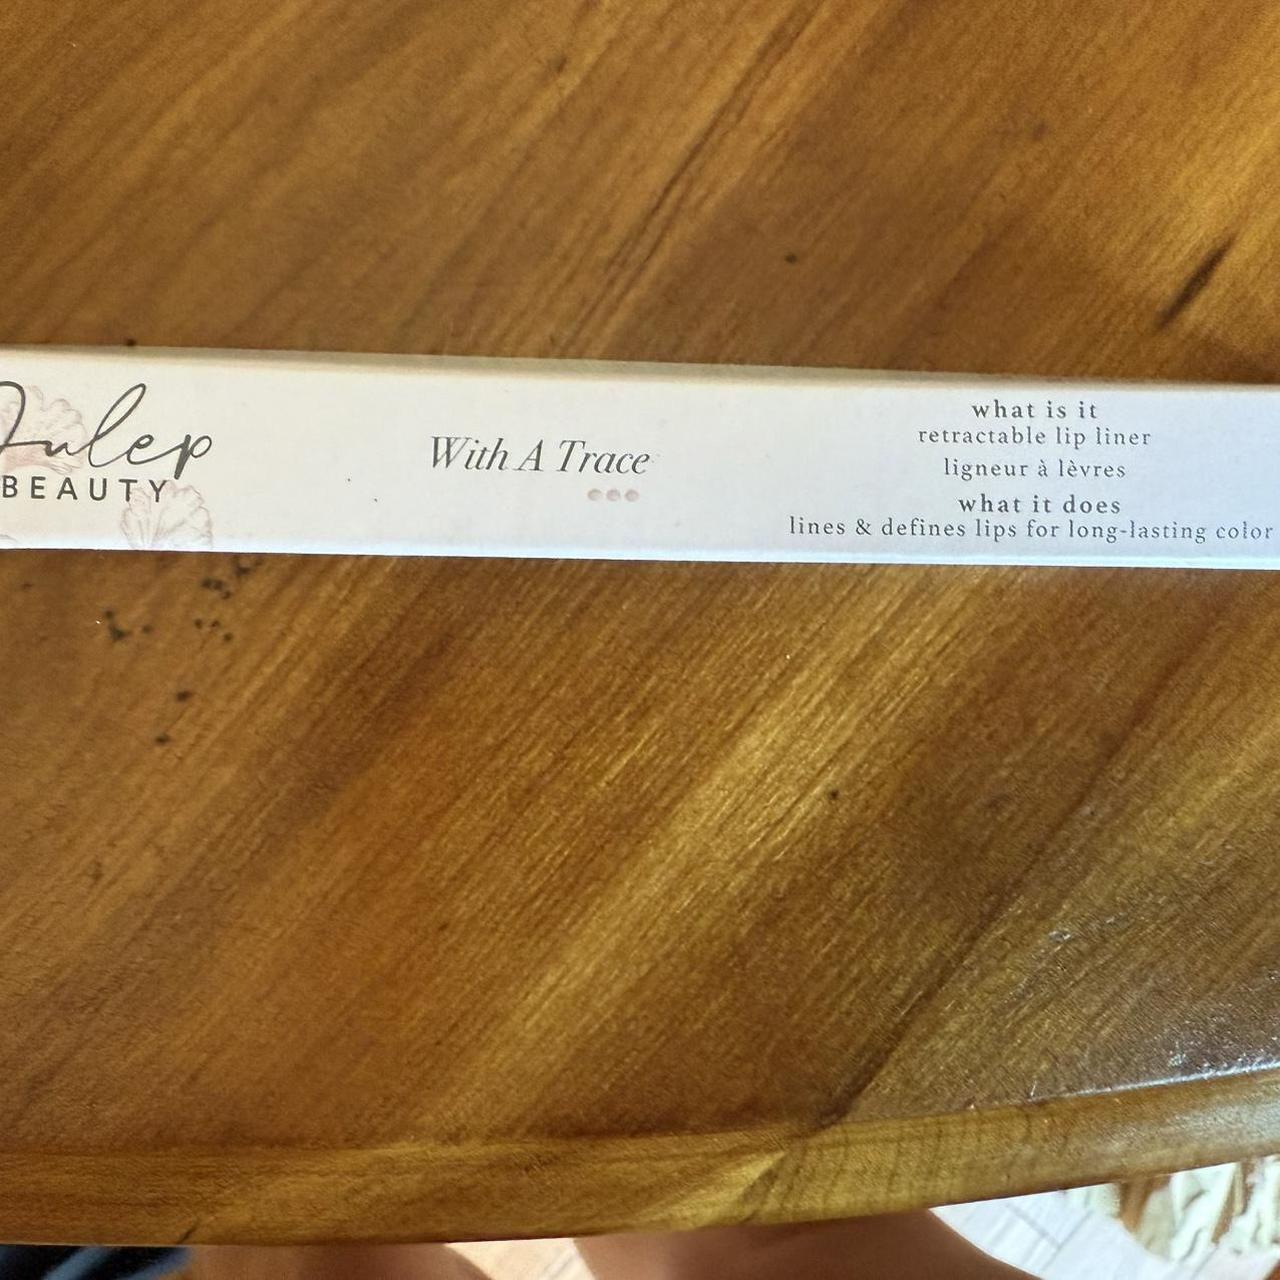 Julep
BEAUTY
With A Trace
what is it
retractable lip liner
ligneur à lèvres
what it does
lines & defines lips for long-lasting color